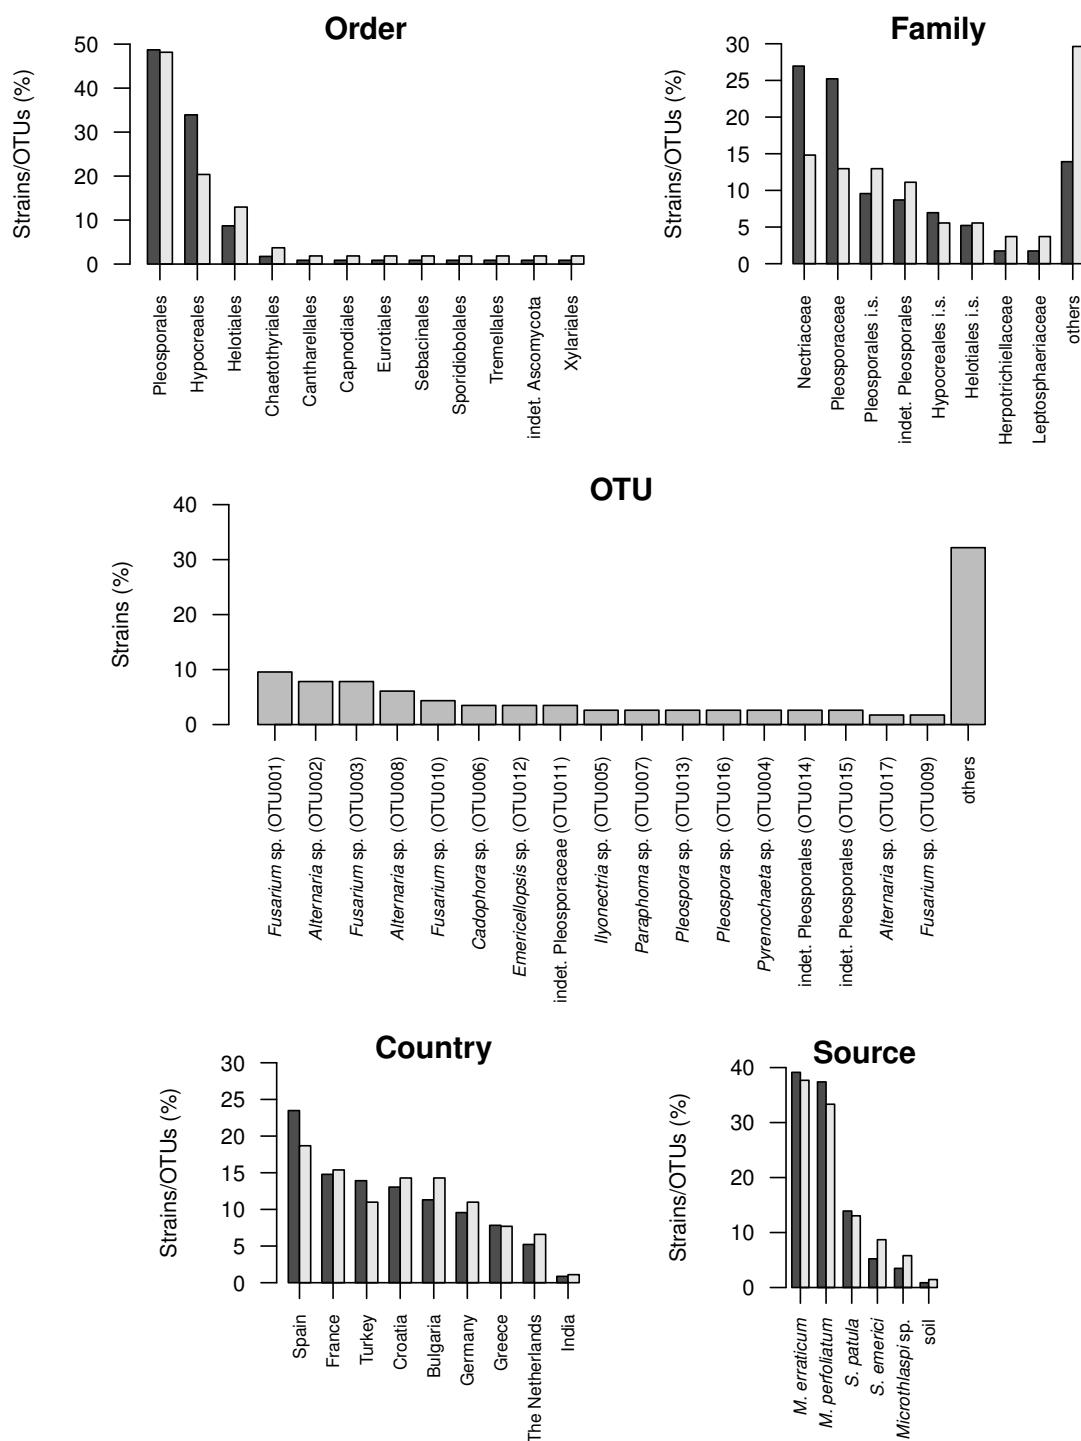 Order
Strains/OTUs (%)
50
40
30
20
10
0
Pleosporales
Hypocreales
Helotiales
Chaetothyriales
Cantharellales
Capnodiales
Eurotiales
Sebacinales
Sporidiobolales
Tremellales
indet. Ascomycota
Xylariales
Family
Strains/OTUs (%)
30
25
20
15
10
5
0
Nectriaceae
Pleosporaceae
Pleosporales i.s.
indet. Pleosporales
Hypocreales i.s.
Helotiales i.s.
Herpotrichiellaceae
Leptosphaeriaceae
others
OTU
Strains (%)
40
30
20
10
0
Fusarium sp. (OTU001)
Alternaria sp. (OTU002)
Fusarium sp. (OTU003)
Alternaria sp. (OTU008)
Fusarium sp. (OTU010)
Cadophora sp. (OTU006)
Emericellopsis sp. (OTU012)
indet. Pleosporaceae (OTU011)
Ilyonectria sp. (OTU005)
Paraphoma sp. (OTU007)
Pleospora sp. (OTU013)
Pleospora sp. (OTU016)
Pyrenochaeta sp. (OTU004)
indet. Pleosporales (OTU014)
indet. Pleosporales (OTU015)
Alternaria sp. (OTU017)
Fusarium sp. (OTU009)
others
Country
Strains/OTUs (%)
30
25
20
15
10
5
0
Spain
France
Turkey
Croatia
Bulgaria
Germany
Greece
The Netherlands
India
Source
Strains/OTUs (%)
40
30
20
10
0
M. erraticum
M. perfoliatum
S. patula
S. emerici
Microthlaspi sp.
soil